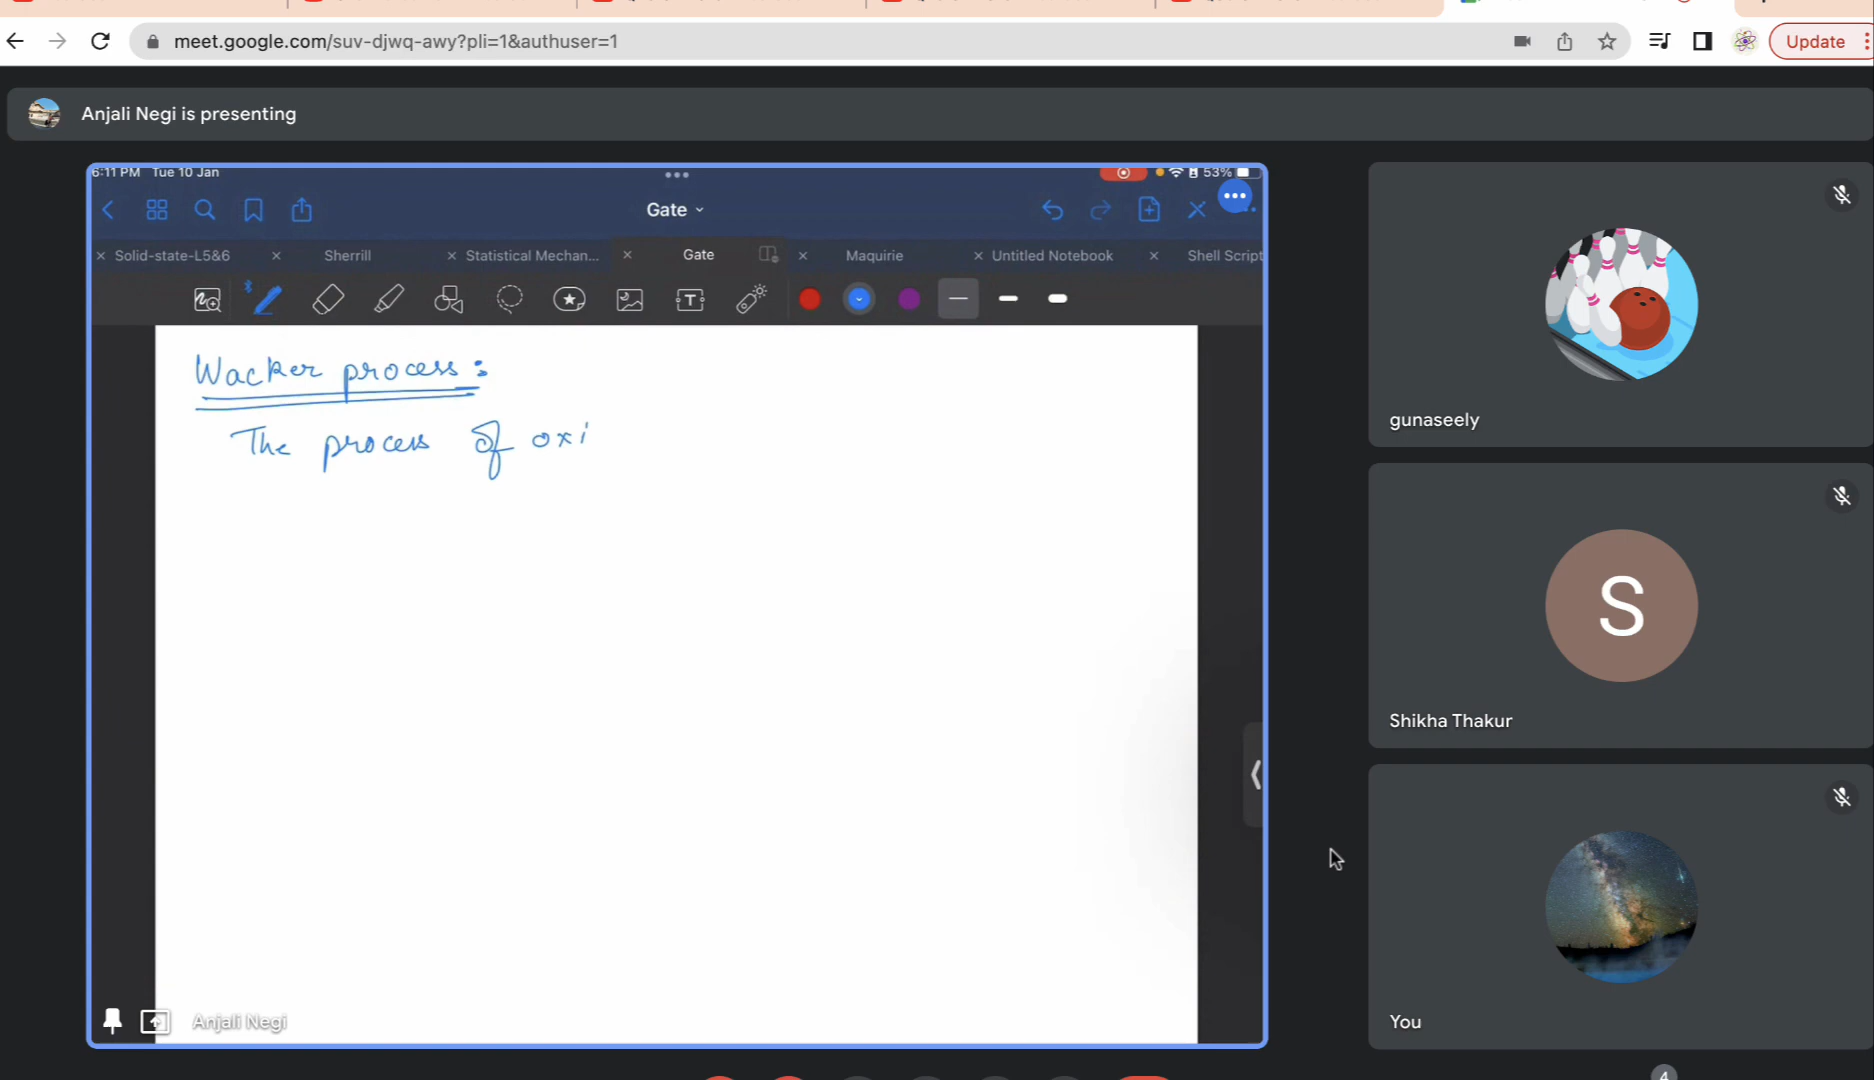 meet.google.com/suv-djwq-awy?pli=1&authuser=1
Update
Anjali Negi is presenting
6:11 PM Tue 10 Jan
53%
Gate
Solid-state-L5&6
Sherrill
Statistical Mechan...
Gate
Maquirie
Untitled Notebook
Shell Script
Wacker process:
The process of oxi
Anjali Negi
gunaseely
S
Shikha Thakur
You
4